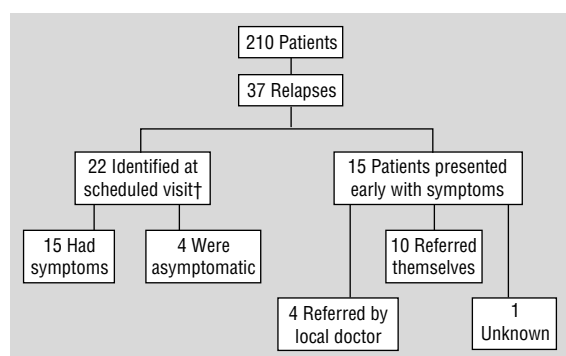 210 Patients
37 Relapses
22 Identified at
scheduled visit†
15 Patients presented
early with symptoms
15 Had
symptoms
4 Were
asymptomatic
10 Referred
themselves
4 Referred by
local doctor
1
Unknown